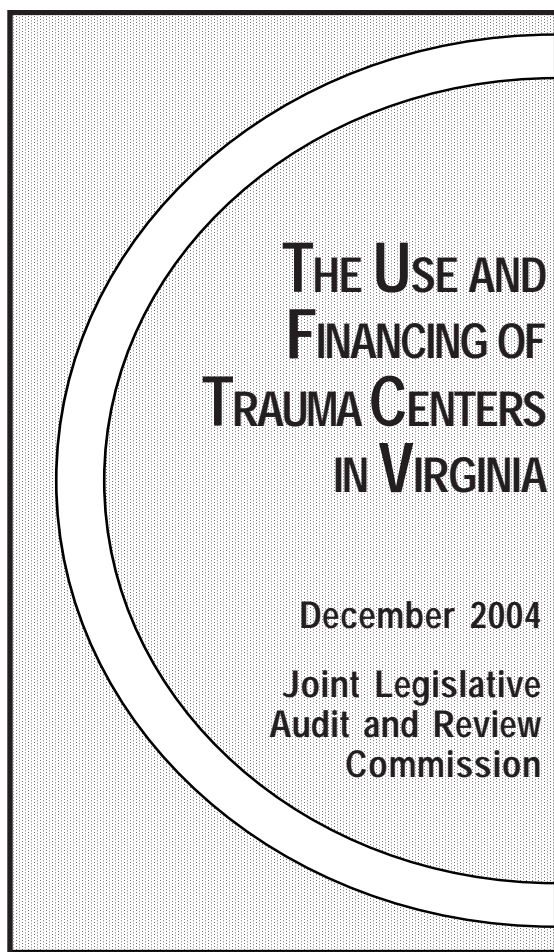 THE USE AND
FINANCING OF
TRAUMA CENTERS
IN VIRGINIA
December 2004
Joint Legislative
Audit and Review
Commission